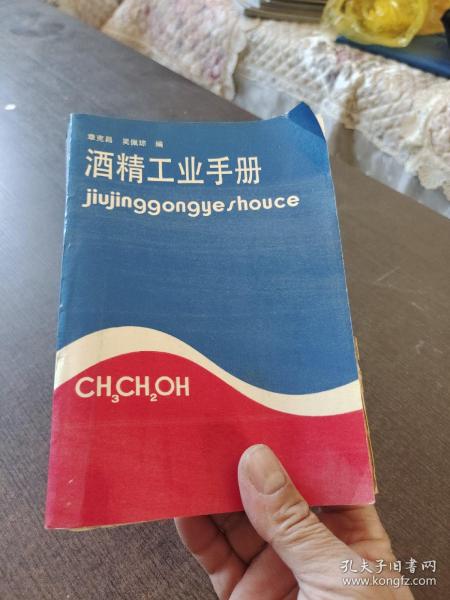 章克昌 吴佩琮 编
酒精工业手册
jiujinggongyeshouce
CH₃CH₂OH
孔夫子旧书网
www.kongfz.com